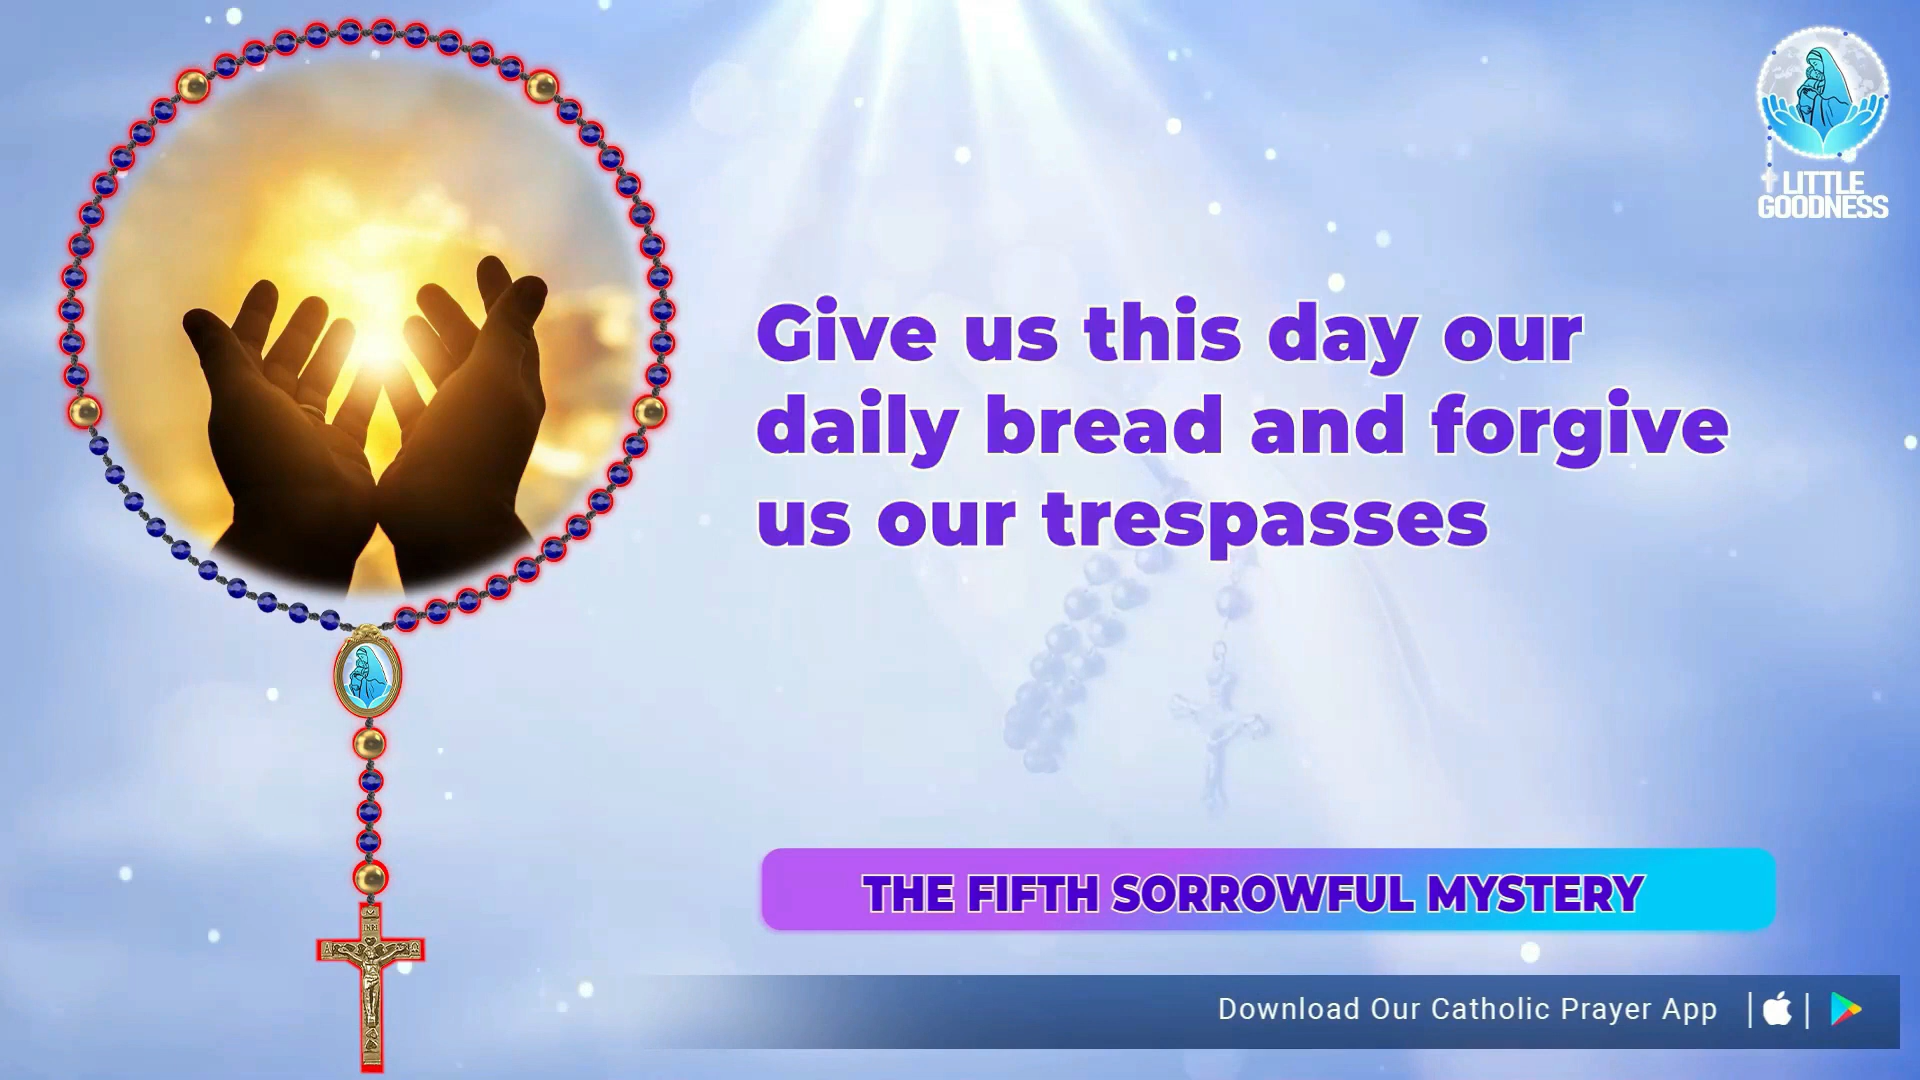 LITTLE
GOODNESS
Give us this day our
daily bread and forgive
us our trespasses
INRI
THE FIFTH SORROWFUL MYSTERY
Download Our Catholic Prayer App